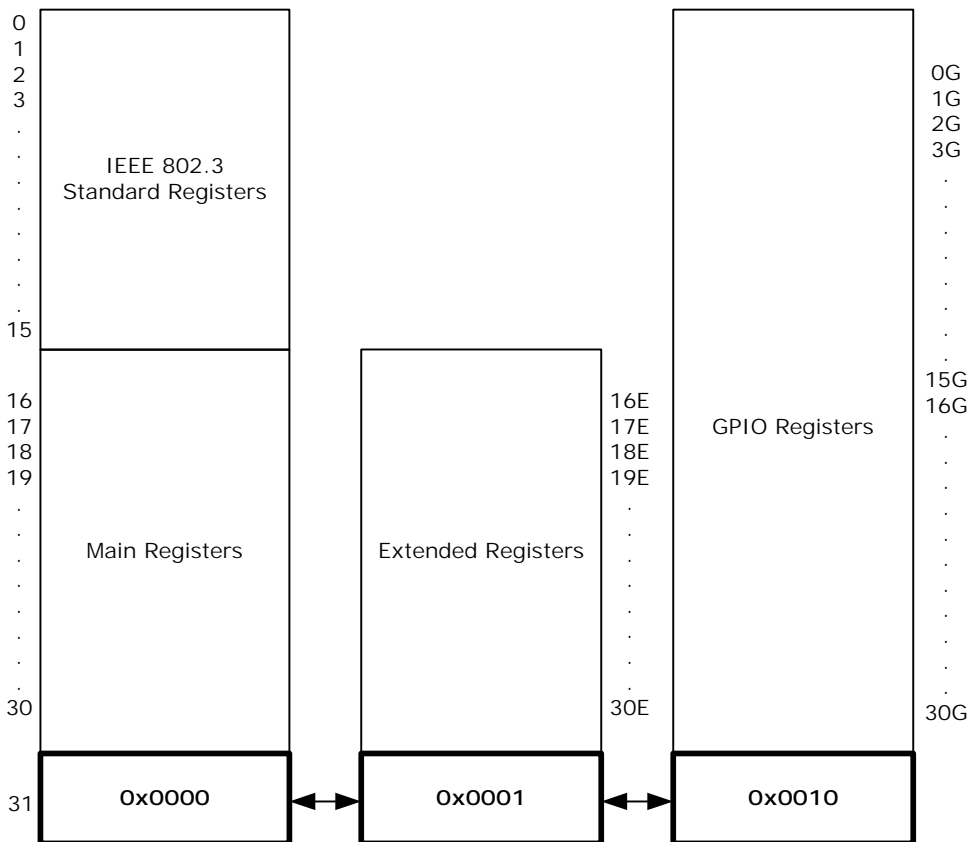 0
1
2
3
.
.
.
.
.
.
.
.
15
IEEE 802.3
Standard Registers
16
17
18
19
.
.
.
.
.
.
.
.
30
Main Registers
31
0x0000
Extended Registers
16E
17E
18E
19E
.
.
.
.
.
.
.
.
30E
0x0001
GPIO Registers
0G
1G
2G
3G
.
.
.
.
.
.
.
.
15G
16G
.
.
.
.
.
.
.
.
.
.
.
30G
0x0010